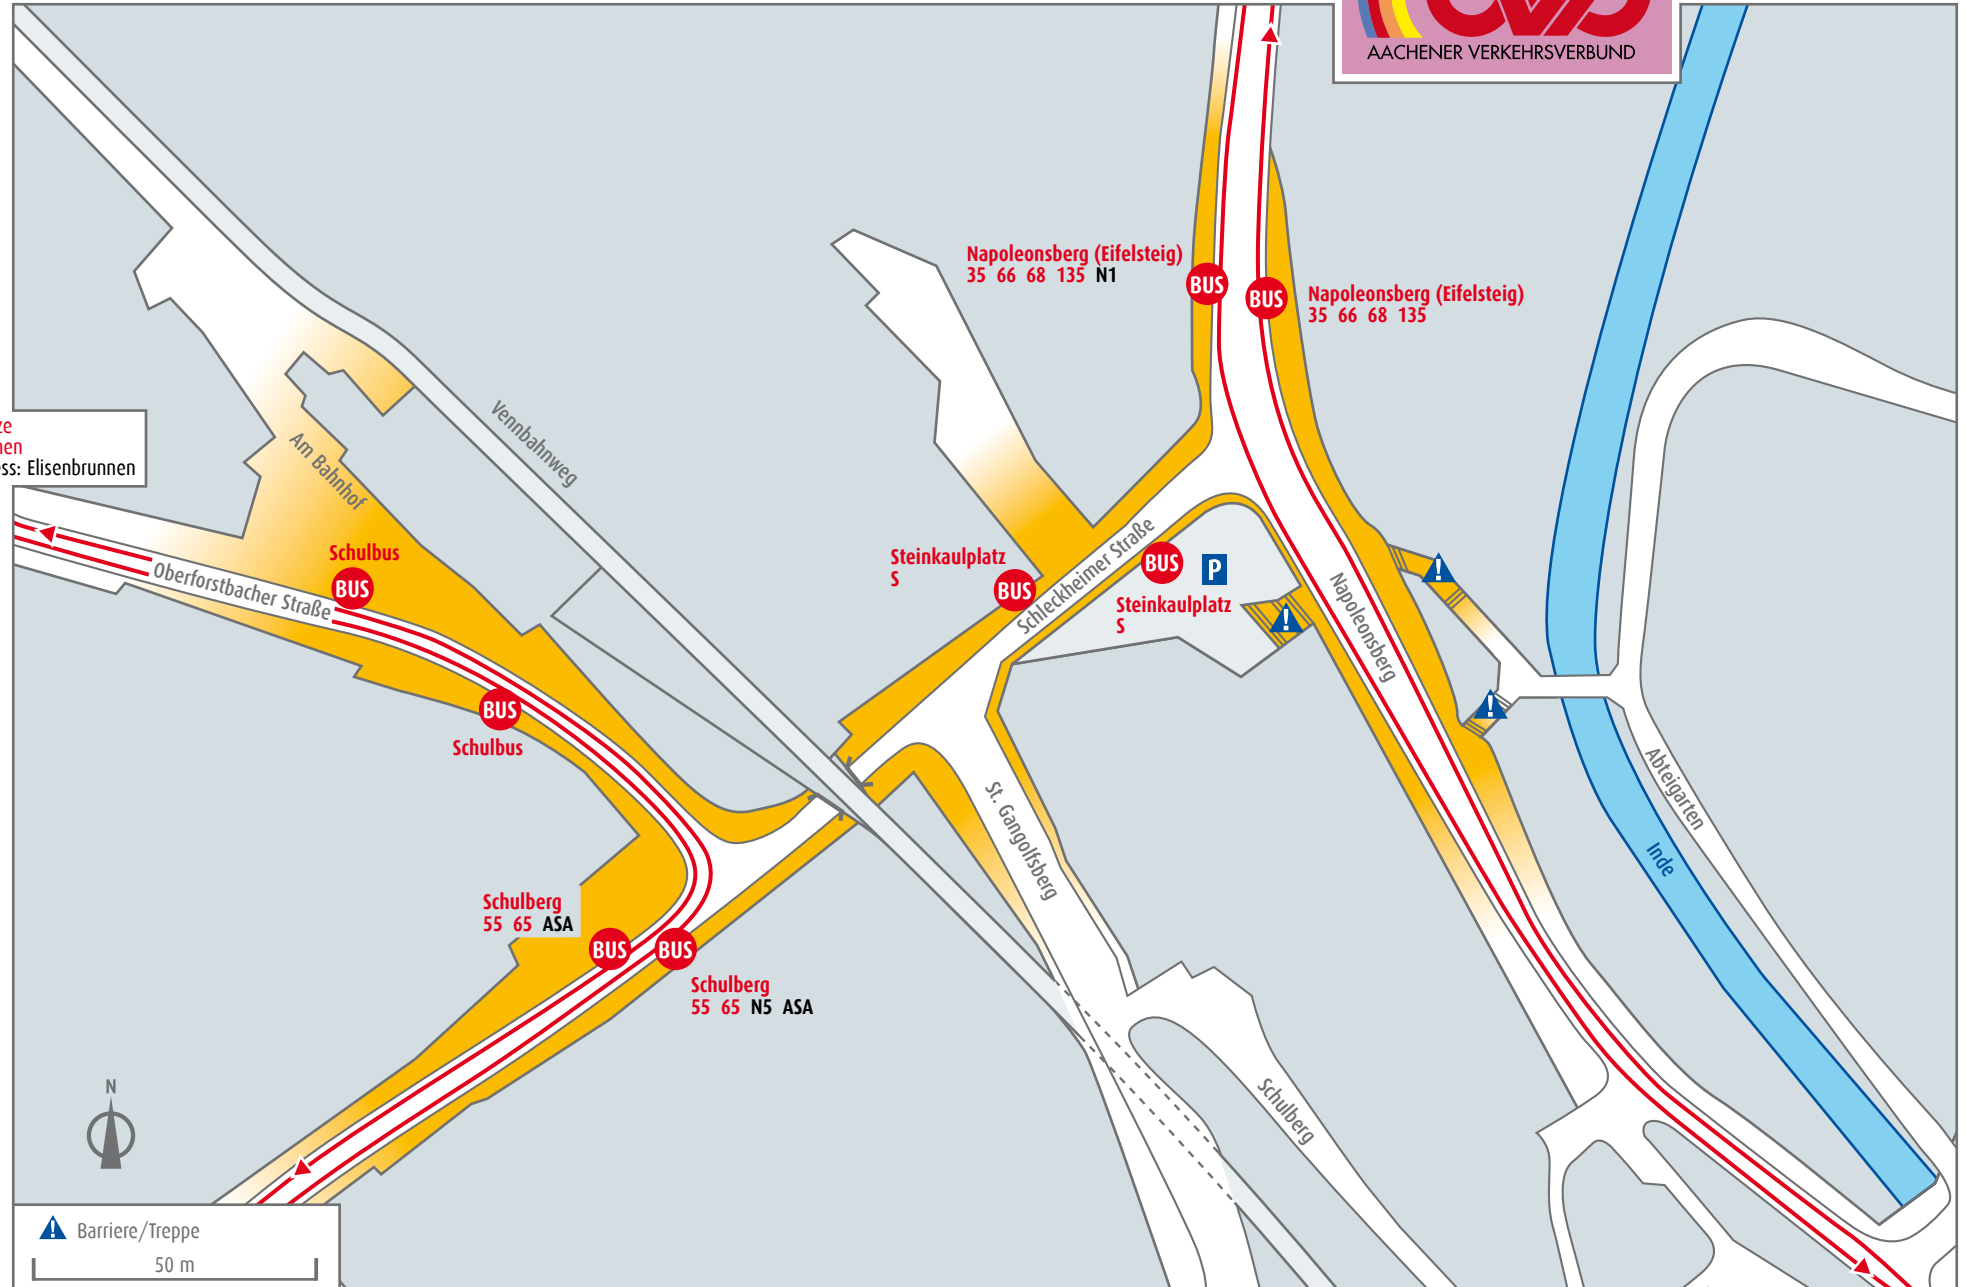 AACHENER VERKEHRSVERBUND
Napoleonsberg (Eifelsteig)
35 66 68 135 N1
BUS
BUS
Napoleonsberg (Eifelsteig)
35 66 68 135
Elisenbrunnen
Am Bahnhof
Vennbahnweg
Schulbus
BUS
Oberforstbacher Straße
Steinkaulplatz
S
BUS
Schleckheimer Straße
BUS
P
Steinkaulplatz
S
!
!
!
Napoleonsberg
BUS
Schulbus
St. Gangolfsberg
Abteigarten
Inde
Schulberg
55 65 ASA
BUS
BUS
Schulberg
55 65 N5 ASA
Schulberg
N
! Barriere/Treppe
50 m